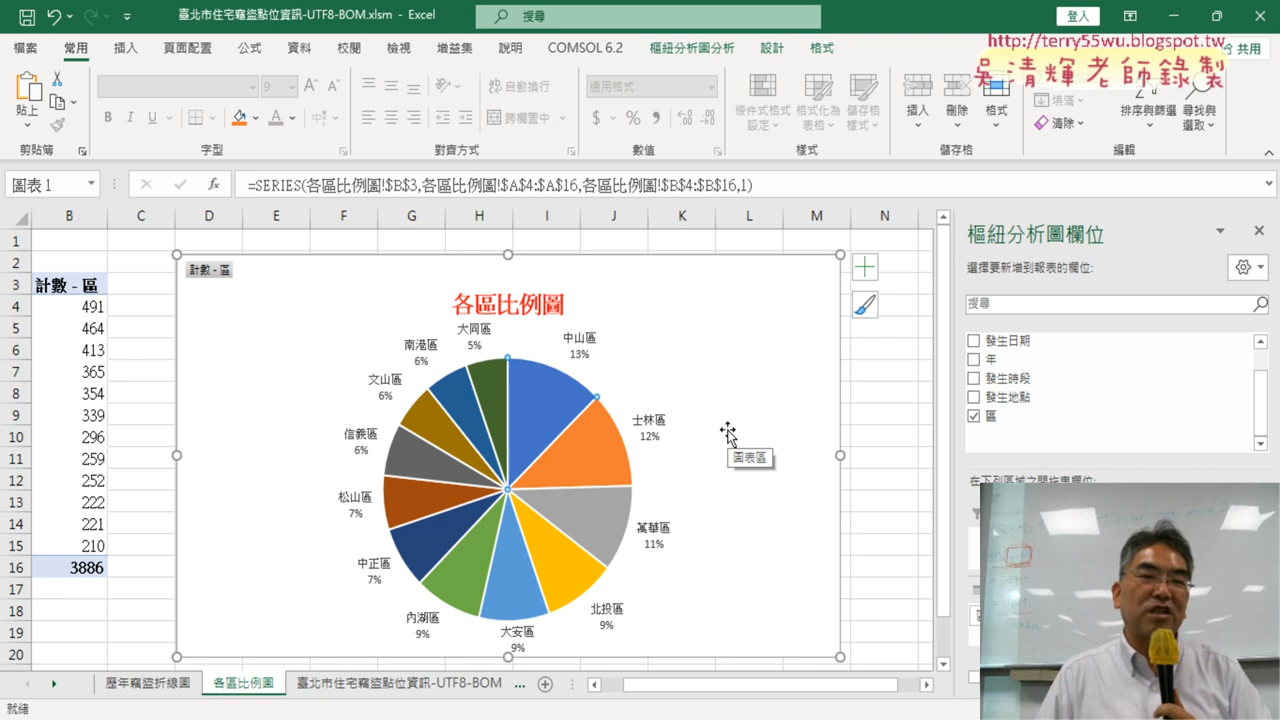 臺北市住宅竊盜點位資訊-UTF8-BOM.xlsm - Excel
搜尋
登入
檔案 常用 插入 頁面配置 公式 資料 校閱 檢視 增益集 說明 COMSOL 6.2 樞紐分析圖分析 設計 格式
共用
http://terry55wu.blogspot.tw
吳清輝老師錄製
貼上
9
自動換行
跨欄置中
通用格式
條件式格式設定
格式化為表格
儲存格樣式
插入 刪除 格式
填滿
清除
排序與篩選
尋找與選取
剪貼簿 字型 對齊方式 數值 樣式 儲存格 編輯
圖表 1
=SERIES(各區比例圖!$B$3,各區比例圖!$A$4:$A$16,各區比例圖!$B$4:$B$16,1)
B C D E F G H I J K L M N
1
2
3 計數 - 區
4 491
5 464
6 413
7 365
8 354
9 339
10 296
11 259
12 252
13 222
14 221
15 210
16 3886
17
18
19
20
計數 - 區
各區比例圖
中山區
13%
士林區
12%
萬華區
11%
北投區
9%
大安區
9%
內湖區
9%
中正區
7%
松山區
7%
信義區
6%
文山區
6%
南港區
6%
大同區
5%
圖表區
樞紐分析圖欄位
選擇要新增到報表的欄位:
搜尋
發生日期
年
發生時段
發生地點
區
在下列區域之間拖曳欄位:
歷年竊盜折線圖 各區比例圖 臺北市住宅竊盜點位資訊-UTF8-BOM ...
就緒